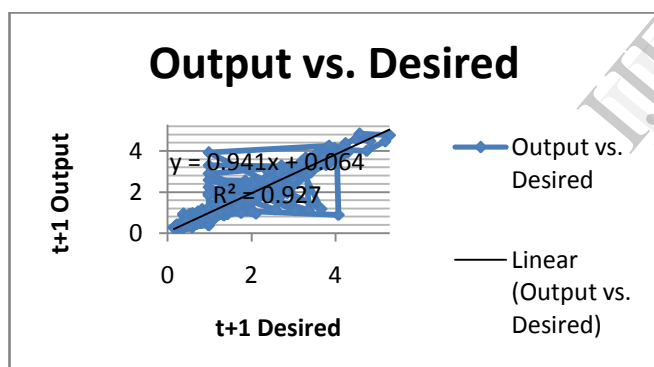 Output vs. Desired
t+1 Output
4
2
0
y = 0.941x + 0.064
R² = 0.927
0 2 4
t+1 Desired
Output vs.
Desired
Linear
(Output vs.
Desired)